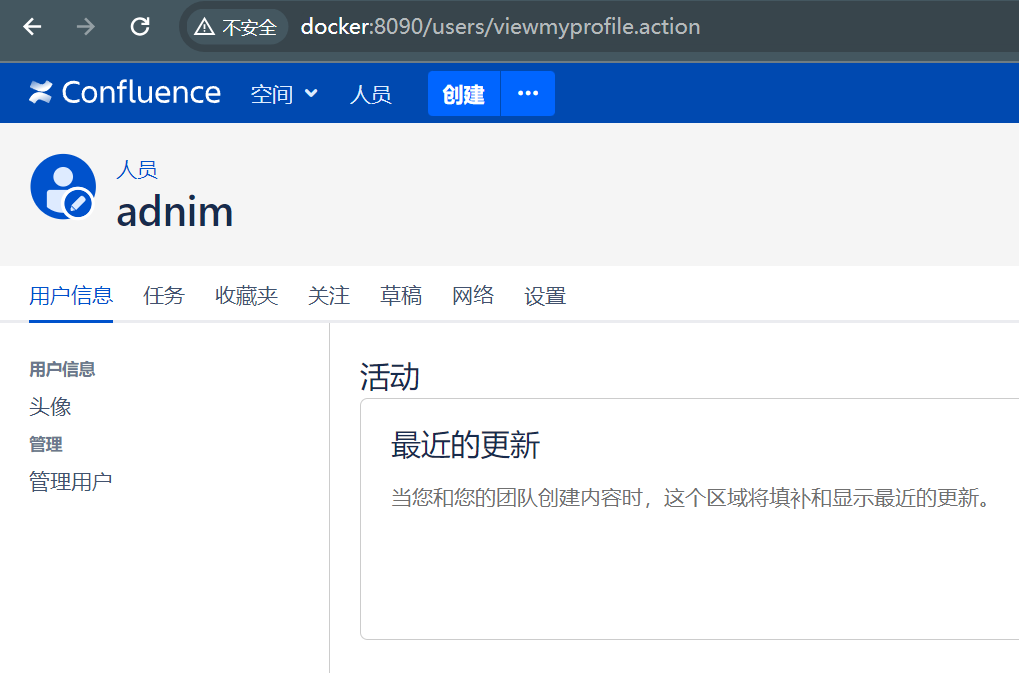 不安全 docker:8090/users/viewmyprofile.action
Confluence 空间 人员 创建 ···
人员
adnim
用户信息 任务 收藏夹 关注 草稿 网络 设置
用户信息
头像
管理
管理用户
活动
最近的更新
当您和您的团队创建内容时，这个区域将填补和显示最近的更新。